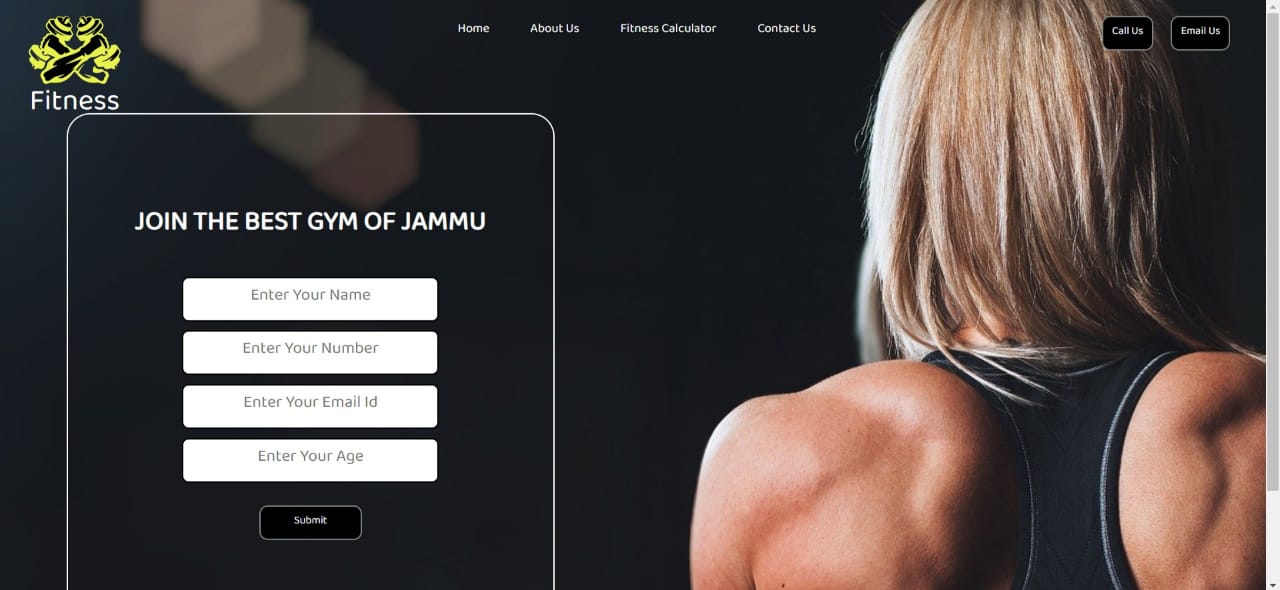 Fitness
Home
About Us
Fitness Calculator
Contact Us
Call Us
Email Us
JOIN THE BEST GYM OF JAMMU
Enter Your Name
Enter Your Number
Enter Your Email Id
Enter Your Age
Submit